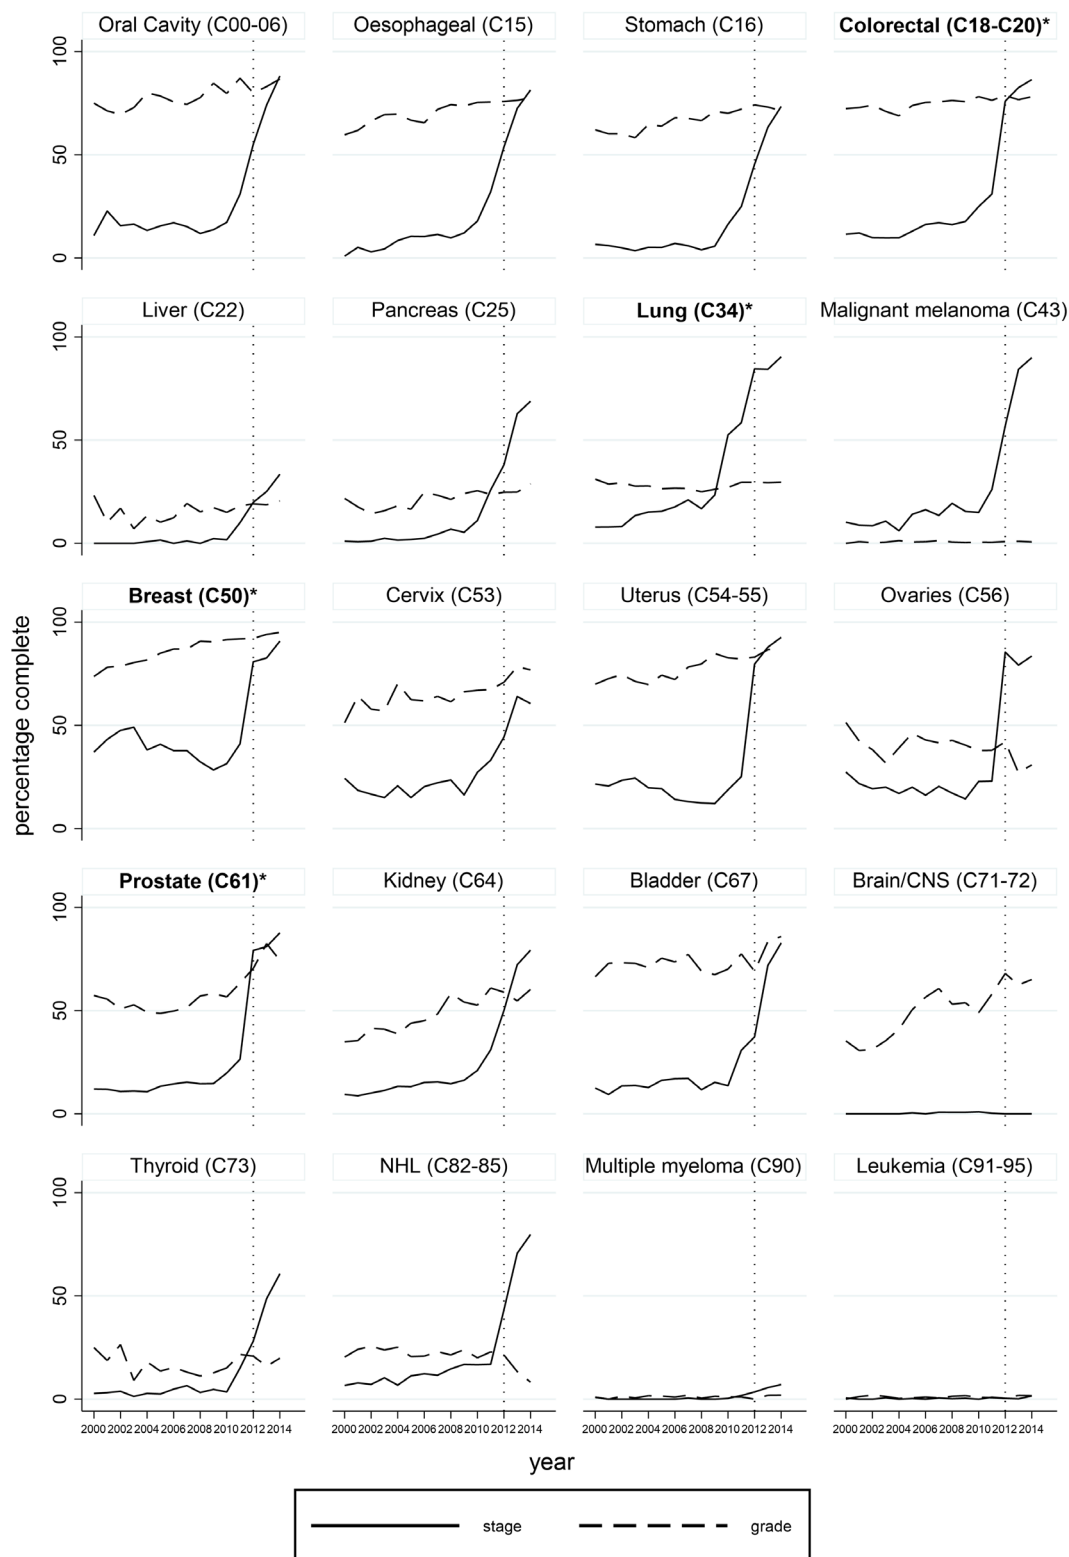 Oral Cavity (C00-06) Oesophageal (C15) Stomach (C16) Colorectal (C18-C20)*
100
50
0
Liver (C22) Pancreas (C25) Lung (C34)* Malignant melanoma (C43)
100
50
0
Breast (C50)* Cervix (C53) Uterus (C54-55) Ovaries (C56)
100
50
0
percentage complete
Prostate (C61)* Kidney (C64) Bladder (C67) Brain/CNS (C71-72)
100
50
0
Thyroid (C73) NHL (C82-85) Multiple myeloma (C90) Leukemia (C91-95)
100
50
0
2000 2002 2004 2006 2008 2010 2012 2014 2000 2002 2004 2006 2008 2010 2012 2014 2000 2002 2004 2006 2008 2010 2012 2014 2000 2002 2004 2006 2008 2010 2012 2014
year
stage grade